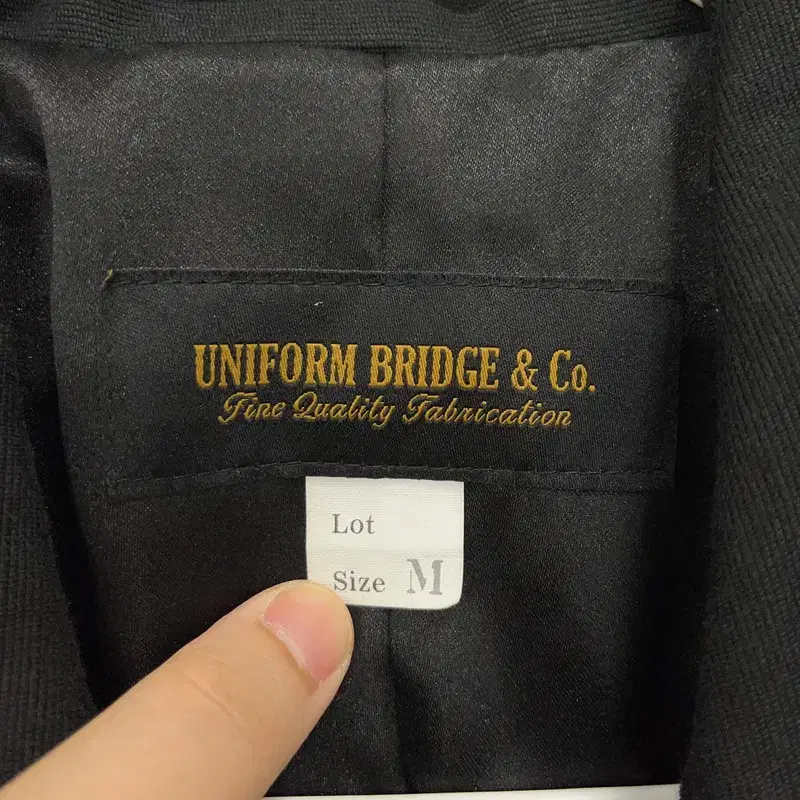 UNIFORM BRIDGE & Co.
Fine Quality Fabrication
Lot
Size M